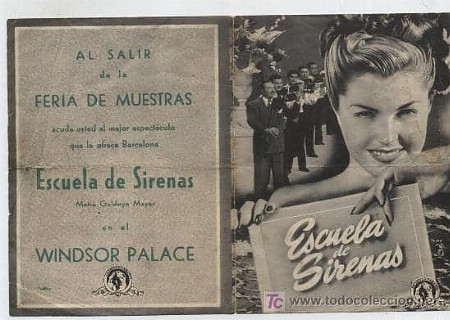 AL SALIR
de la
FERIA DE MUESTRAS
acuda usted al mejor espectáculo
que le ofrece Barcelona
Escuela de Sirenas
Metro Goldwyn Mayer
en el
WINDSOR PALACE
Escuela
de
Sirenas
TC
www.todocoleccion.net